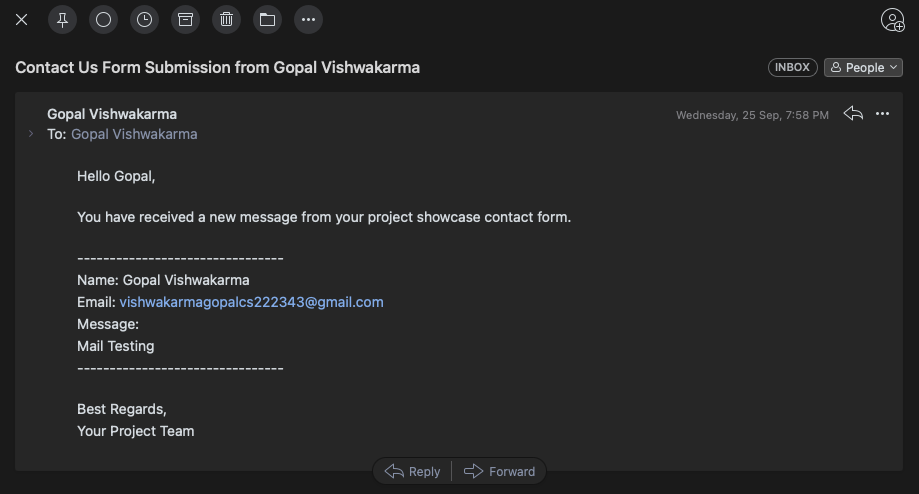 Contact Us Form Submission from Gopal Vishwakarma
INBOX
People
Gopal Vishwakarma
Wednesday, 25 Sep, 7:58 PM
To: Gopal Vishwakarma
Hello Gopal,
You have received a new message from your project showcase contact form.
--------------------------------
Name: Gopal Vishwakarma
Email: vishwakarmagopalcs222343@gmail.com
Message:
Mail Testing
--------------------------------
Best Regards,
Your Project Team
Reply
Forward